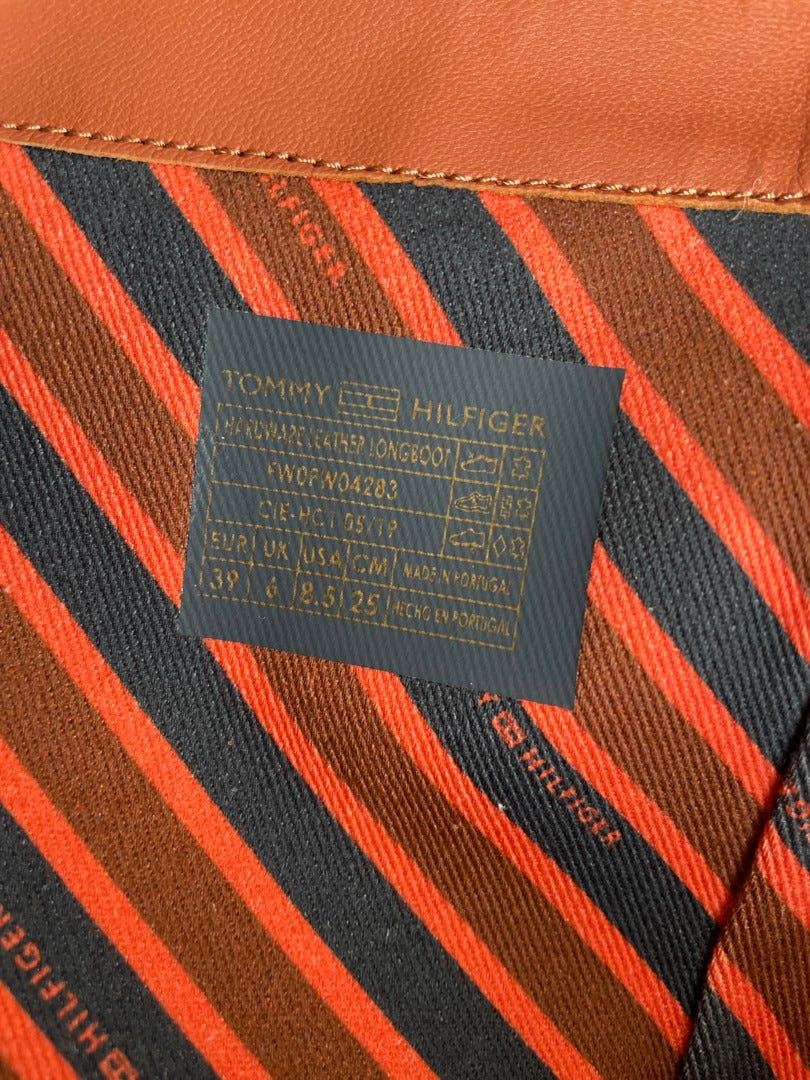 HILFIGER
TOMMY HILFIGER
HARDWARE LEATHER LONGBOOT
FW0FW04283
CIE-HCT 05/19
EUR UK USA CM MADE IN PORTUGAL
39 6 8.5 25 HECHO EN PORTUGAL
Y HILFIGER
HILFIGER
HILFIGER